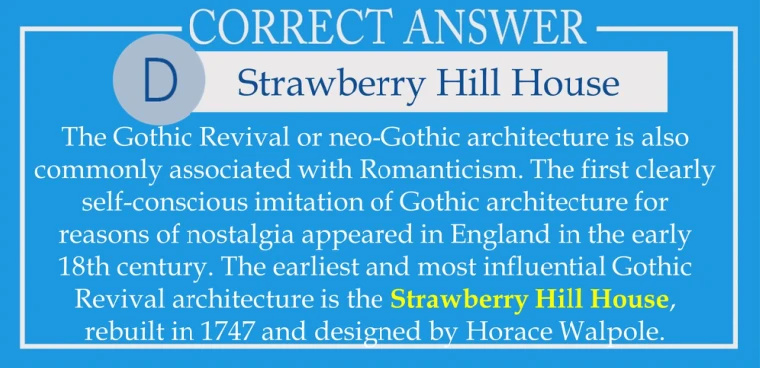 CORRECT ANSWER
D Strawberry Hill House
The Gothic Revival or neo-Gothic architecture is also
commonly associated with Romanticism. The first clearly
self-conscious imitation of Gothic architecture for
reasons of nostalgia appeared in England in the early
18th century. The earliest and most influential Gothic
Revival architecture is the Strawberry Hill House,
rebuilt in 1747 and designed by Horace Walpole.